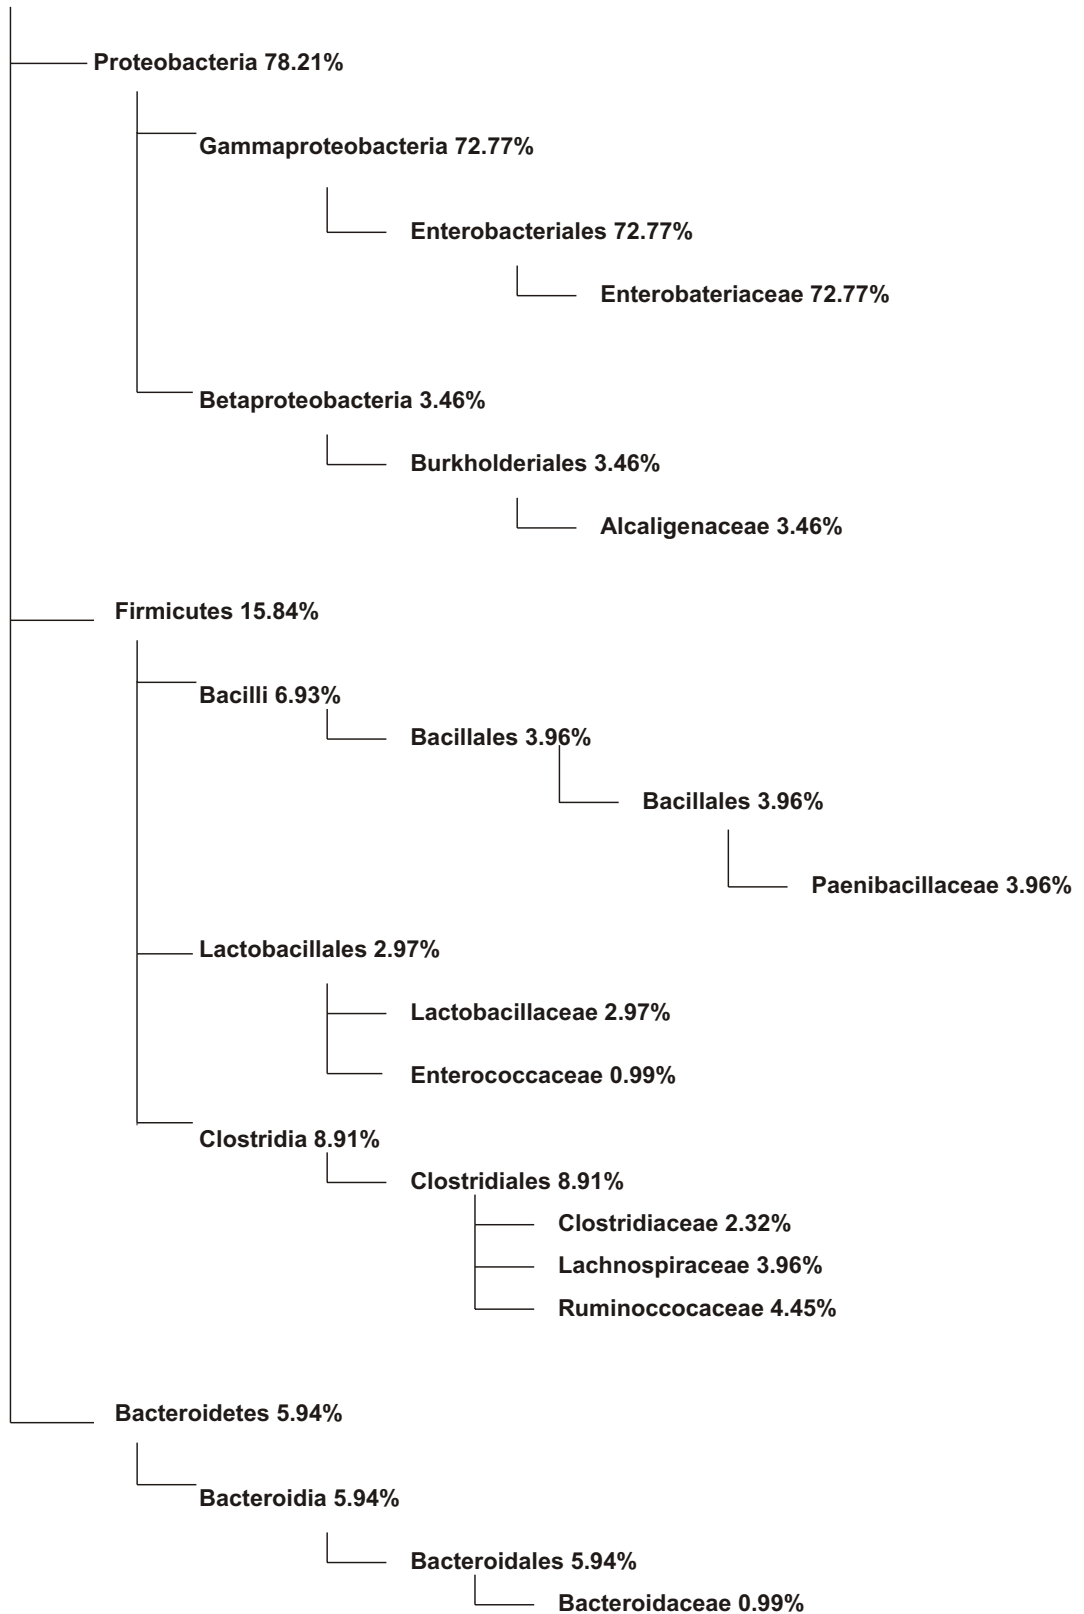 Proteobacteria 78.21%
Gammaproteobacteria 72.77%
Enterobacteriales 72.77%
Enterobateriaceae 72.77%
Betaproteobacteria 3.46%
Burkholderiales 3.46%
Alcaligenaceae 3.46%
Firmicutes 15.84%
Bacilli 6.93%
Bacillales 3.96%
Bacillales 3.96%
Paenibacillaceae 3.96%
Lactobacillales 2.97%
Lactobacillaceae 2.97%
Enterococcaceae 0.99%
Clostridia 8.91%
Clostridiales 8.91%
Clostridiaceae 2.32%
Lachnospiraceae 3.96%
Ruminoccocaceae 4.45%
Bacteroidetes 5.94%
Bacteroidia 5.94%
Bacteroidales 5.94%
Bacteroidaceae 0.99%